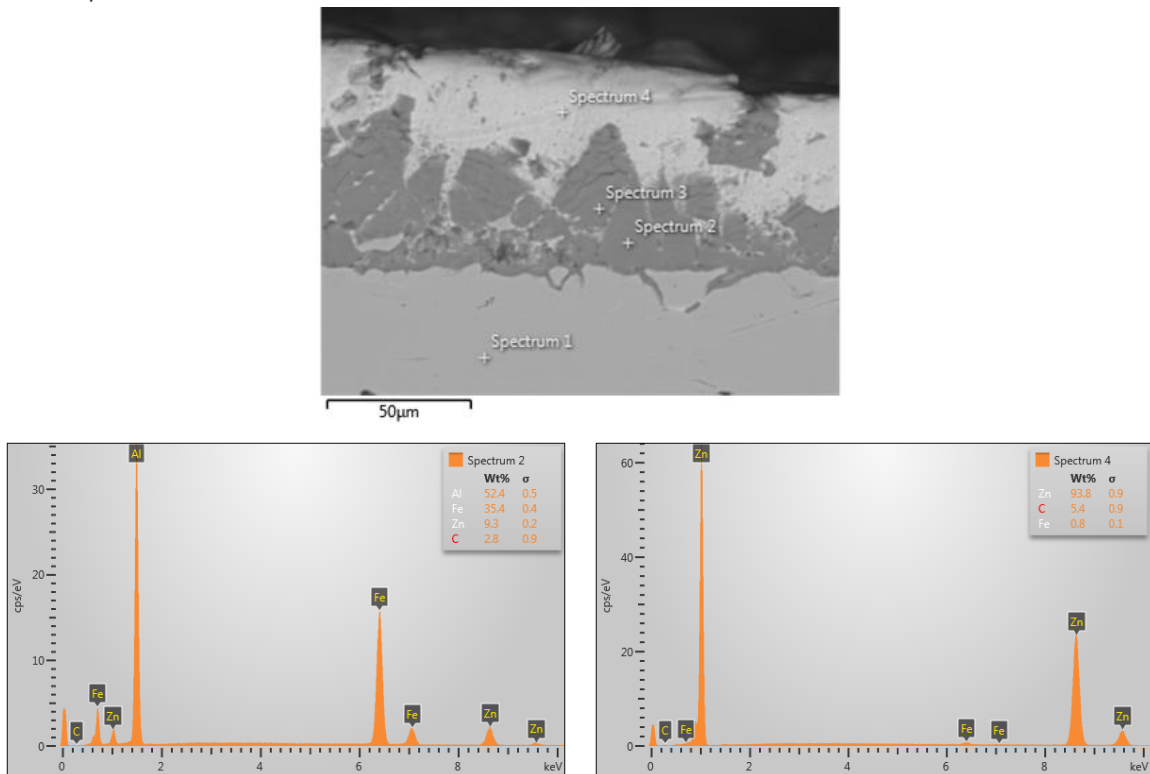 Spectrum 4
Spectrum 3
Spectrum 2
Spectrum 1
50µm
Al
Fe
Zn
C
Fe
Fe
Zn
Zn
Spectrum 2
Wt% σ
Al 52.4 0.5
Fe 35.4 0.4
Zn 9.3 0.2
C 2.8 0.9
cps/eV
30
20
10
0
0 2 4 6 8 keV
Zn
C
Fe
Fe
Fe
Zn
Zn
Spectrum 4
Wt% σ
Zn 93.8 0.9
C 5.4 0.9
Fe 0.8 0.1
cps/eV
60
40
20
0
0 2 4 6 8 keV